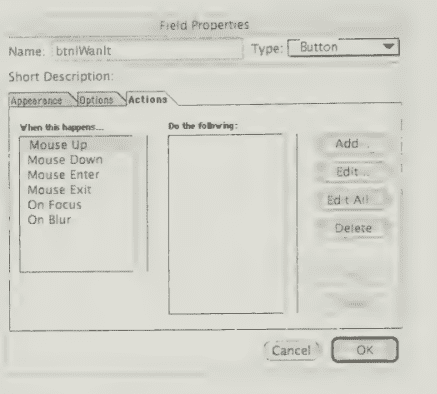 Field Properties
Name: btnIWantIt Type: Button
Short Description:
Appearance Options Actions
When this happens... Do the following:
Mouse Up
Mouse Down
Mouse Enter
Mouse Exit
On Focus
On Blur
Add...
Edit...
Edit All...
Delete
Cancel OK